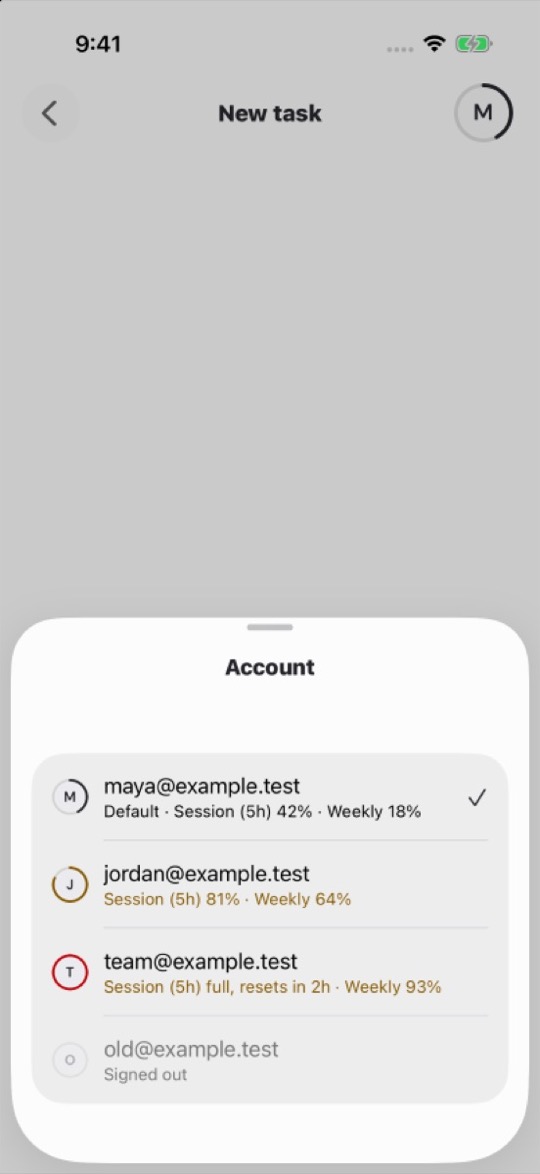 9:41
New task
M
Account
M
maya@example.test
Default · Session (5h) 42% · Weekly 18%
J
jordan@example.test
Session (5h) 81% · Weekly 64%
T
team@example.test
Session (5h) full, resets in 2h · Weekly 93%
O
old@example.test
Signed out